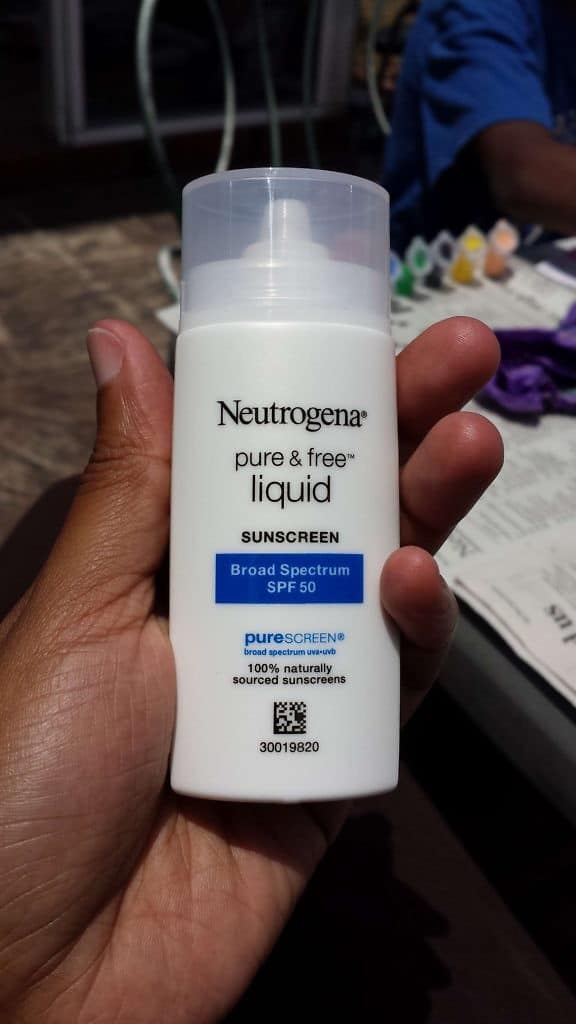 Neutrogena®
pure & free™
liquid
SUNSCREEN
Broad Spectrum
SPF 50
purescreen®
broad spectrum uva•uvb
100% naturally
sourced sunscreens
30019820